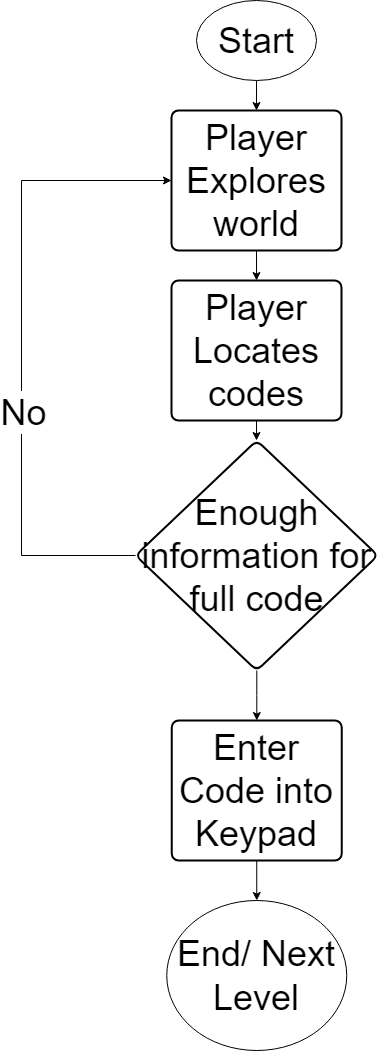 Start
Player
Explores
world
Player
Locates
codes
No
Enough
information for
full code
Enter
Code into
Keypad
End/ Next
Level